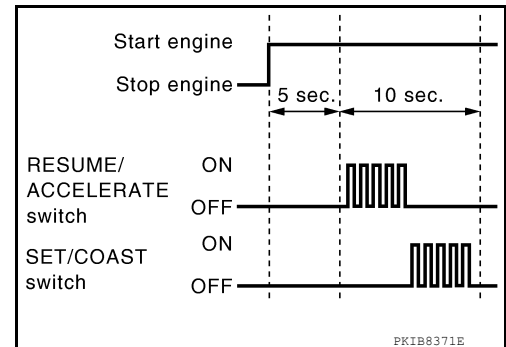 Start engine
Stop engine
5 sec. 10 sec.
RESUME/
ACCELERATE
switch
ON
OFF
SET/COAST
switch
ON
OFF
PKIB8371E